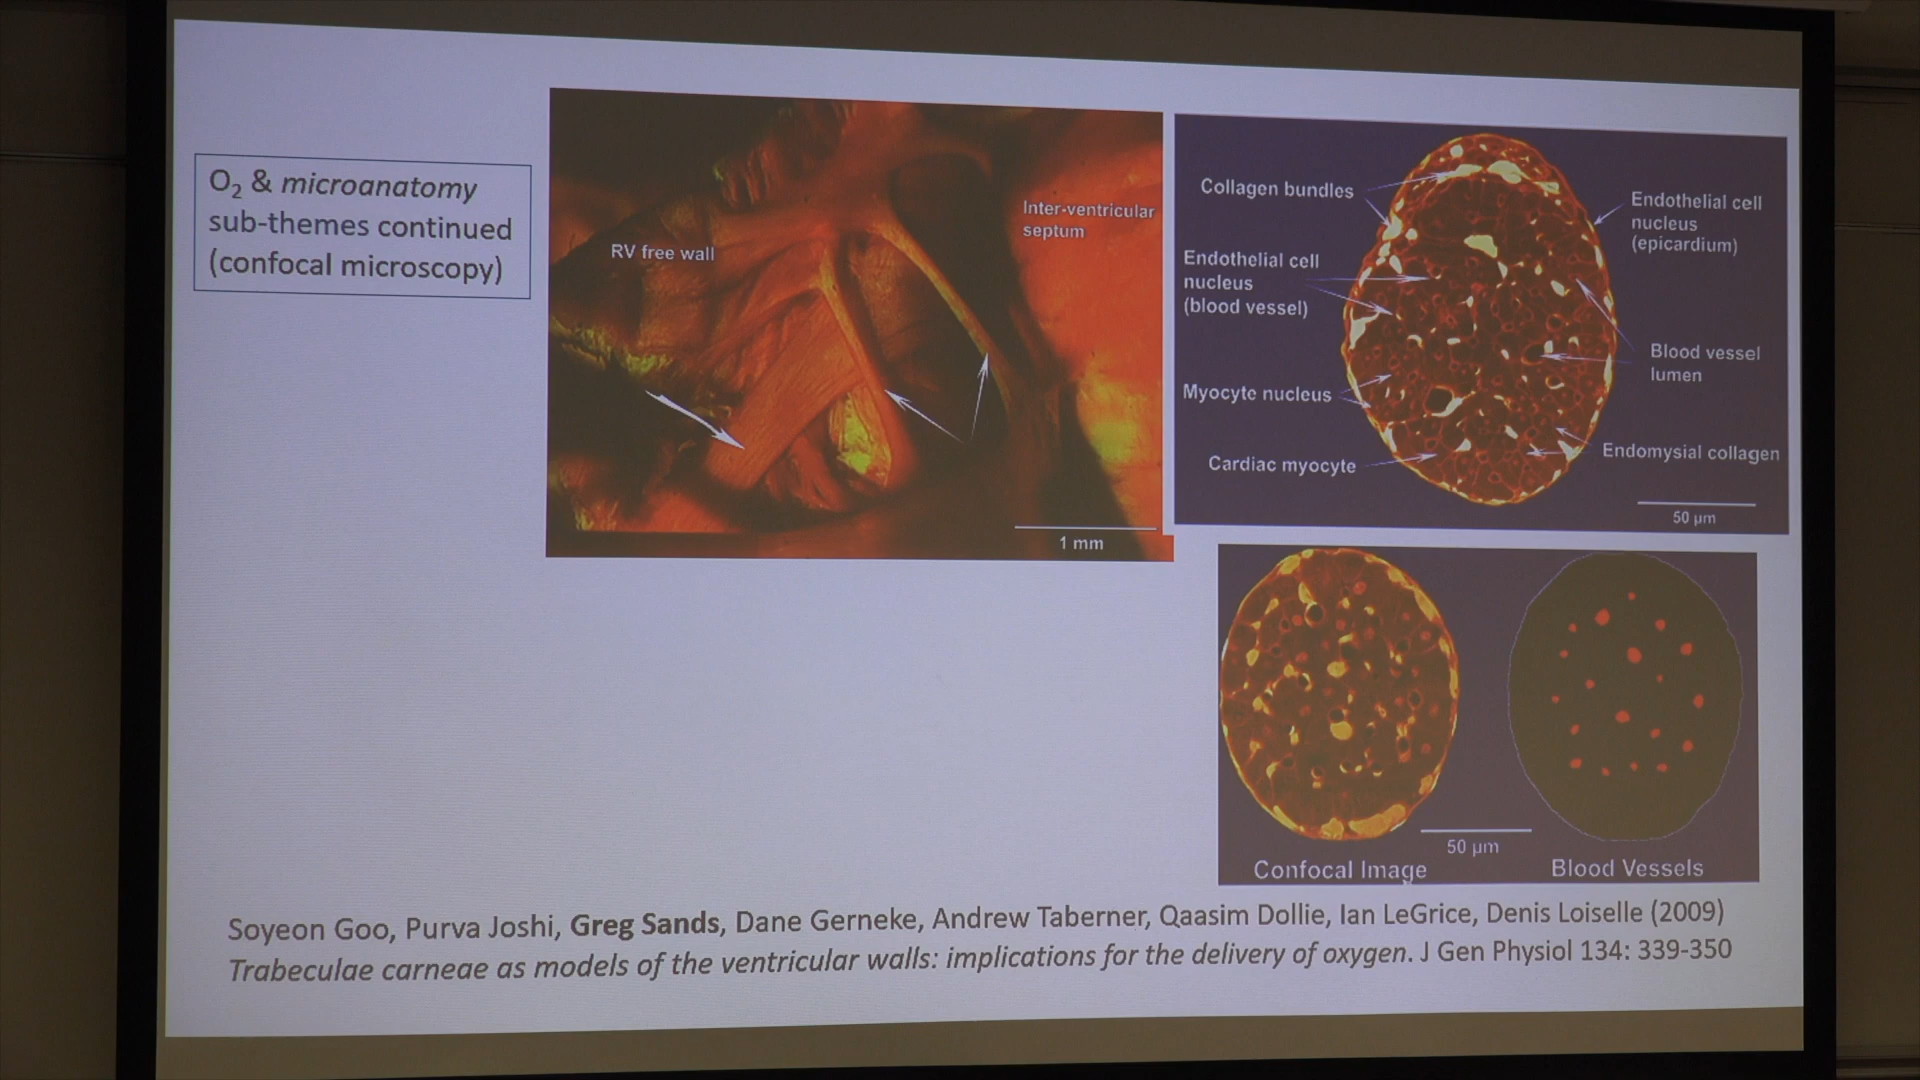 O₂ & microanatomy
sub-themes continued
(confocal microscopy)
RV free wall
Inter-ventricular
septum
1 mm
Collagen bundles
Endothelial cell
nucleus
(blood vessel)
Myocyte nucleus
Cardiac myocyte
Endothelial cell
nucleus
(epicardium)
Blood vessel
lumen
Endomysial collagen
50 µm
50 µm
Confocal Image
Blood Vessels
Soyeon Goo, Purva Joshi, Greg Sands, Dane Gerneke, Andrew Taberner, Qaasim Dollie, Ian LeGrice, Denis Loiselle (2009)
Trabeculae carneae as models of the ventricular walls: implications for the delivery of oxygen. J Gen Physiol 134: 339-350